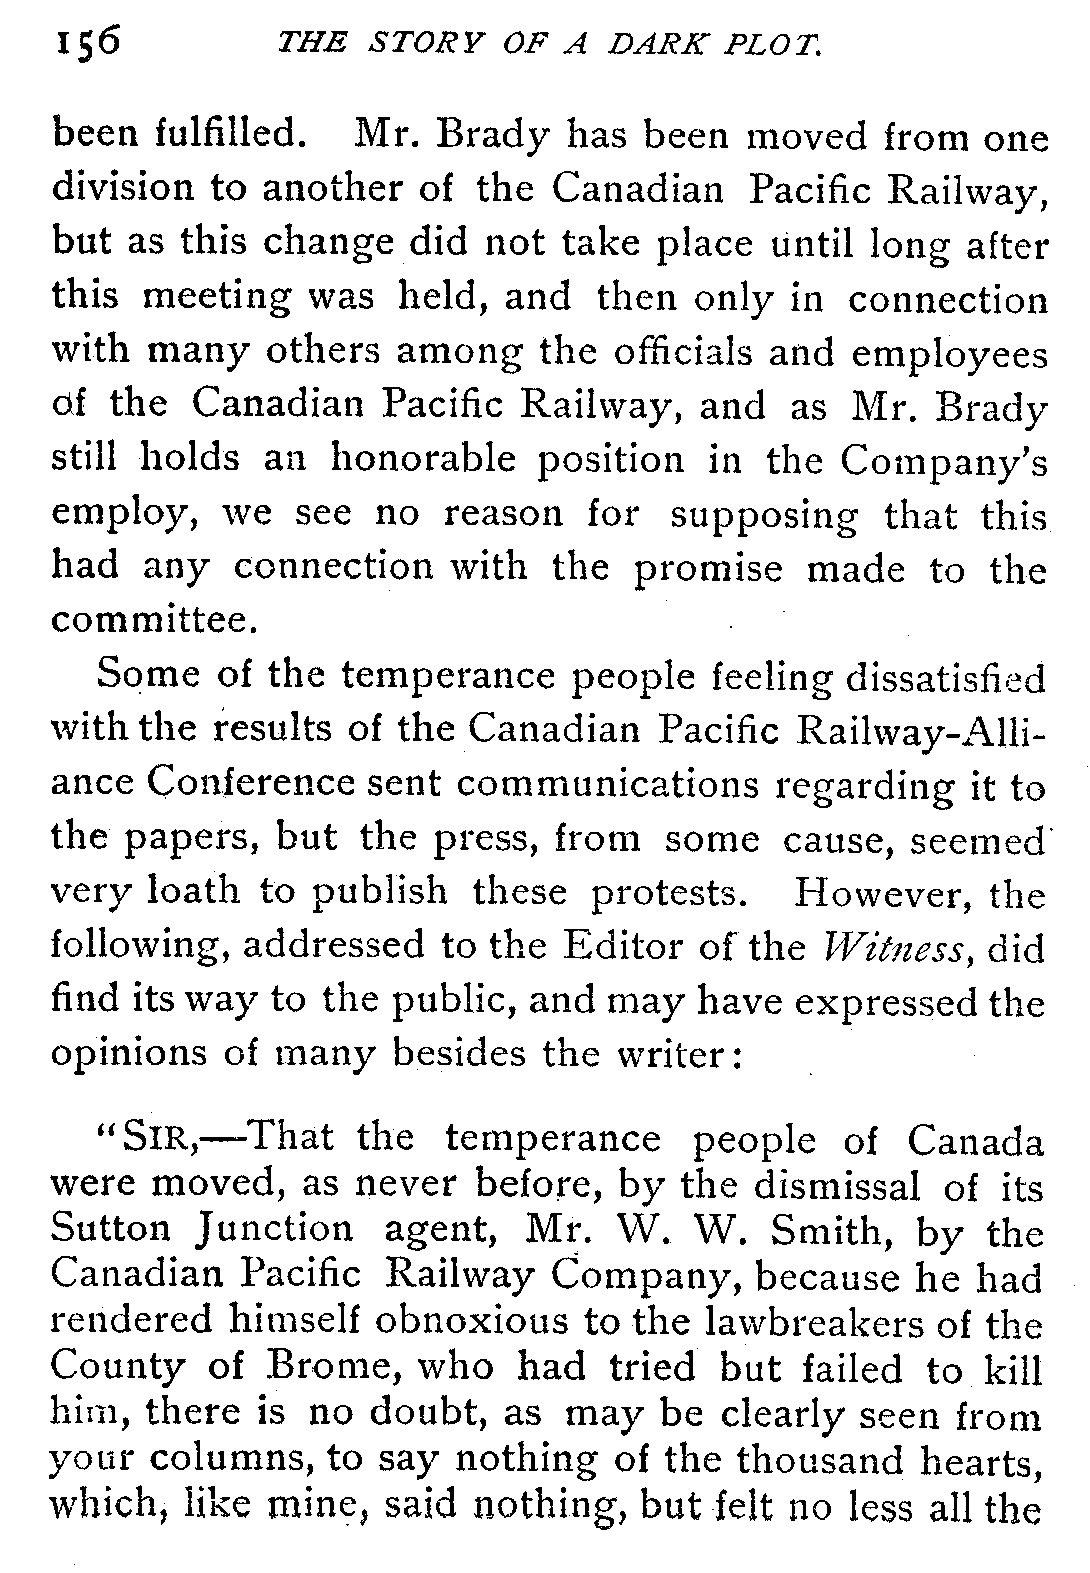 156 THE STORY OF A DARK PLOT.
been fulfilled. Mr. Brady has been moved from one
division to another of the Canadian Pacific Railway,
but as this change did not take place until long after
this meeting was held, and then only in connection
with many others among the officials and employees
of the Canadian Pacific Railway, and as Mr. Brady
still holds an honorable position in the Company's
employ, we see no reason for supposing that this
had any connection with the promise made to the
committee.
Some of the temperance people feeling dissatisfied
with the results of the Canadian Pacific Railway-Alli-
ance Conference sent communications regarding it to
the papers, but the press, from some cause, seemed
very loath to publish these protests. However, the
following, addressed to the Editor of the Witness, did
find its way to the public, and may have expressed the
opinions of many besides the writer:
"SIR,—That the temperance people of Canada
were moved, as never before, by the dismissal of its
Sutton Junction agent, Mr. W. W. Smith, by the
Canadian Pacific Railway Company, because he had
rendered himself obnoxious to the lawbreakers of the
County of Brome, who had tried but failed to kill
him, there is no doubt, as may be clearly seen from
your columns, to say nothing of the thousand hearts,
which, like mine, said nothing, but felt no less all the